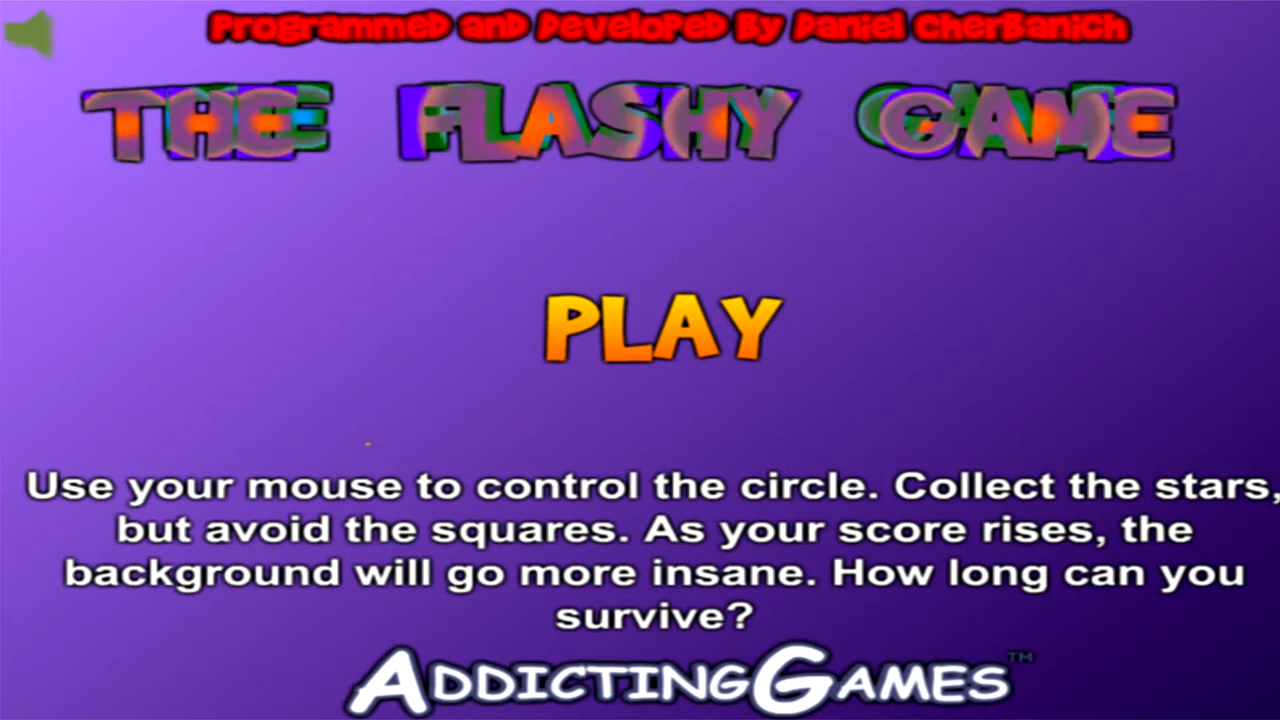 Programmed and Developed By Daniel Cherbanich
THE FLASHY GAME
PLAY
Use your mouse to control the circle. Collect the stars,
but avoid the squares. As your score rises, the
background will go more insane. How long can you
survive?
ADDICTINGGAMES™